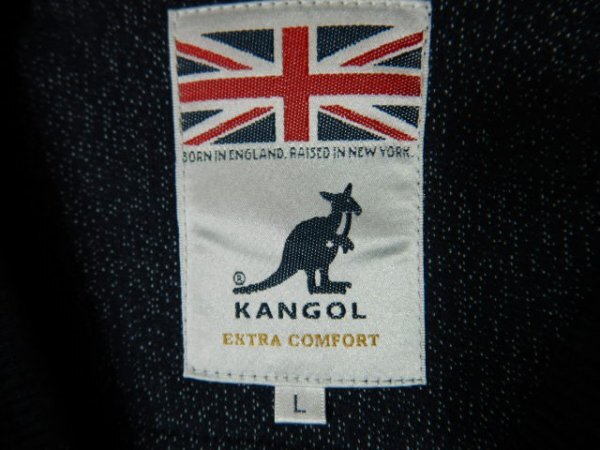 BORN IN ENGLAND. RAISED IN NEW YORK.
®
KANGOL
EXTRA COMFORT
L